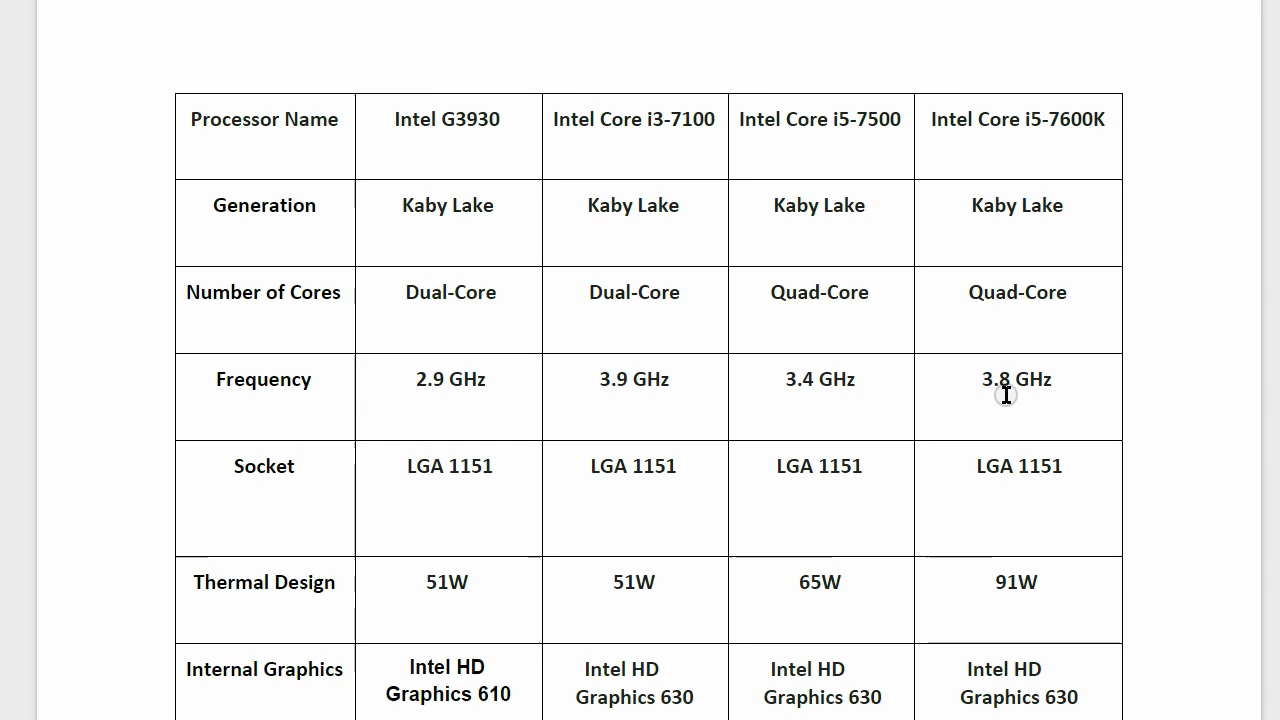 Processor Name Intel G3930 Intel Core i3-7100 Intel Core i5-7500 Intel Core i5-7600K
Generation Kaby Lake Kaby Lake Kaby Lake Kaby Lake
Number of Cores Dual-Core Dual-Core Quad-Core Quad-Core
Frequency 2.9 GHz 3.9 GHz 3.4 GHz 3.8 GHz
Socket LGA 1151 LGA 1151 LGA 1151 LGA 1151
Thermal Design 51W 51W 65W 91W
Internal Graphics Intel HD Intel HD Intel HD Intel HD
Graphics 610 Graphics 630 Graphics 630 Graphics 630